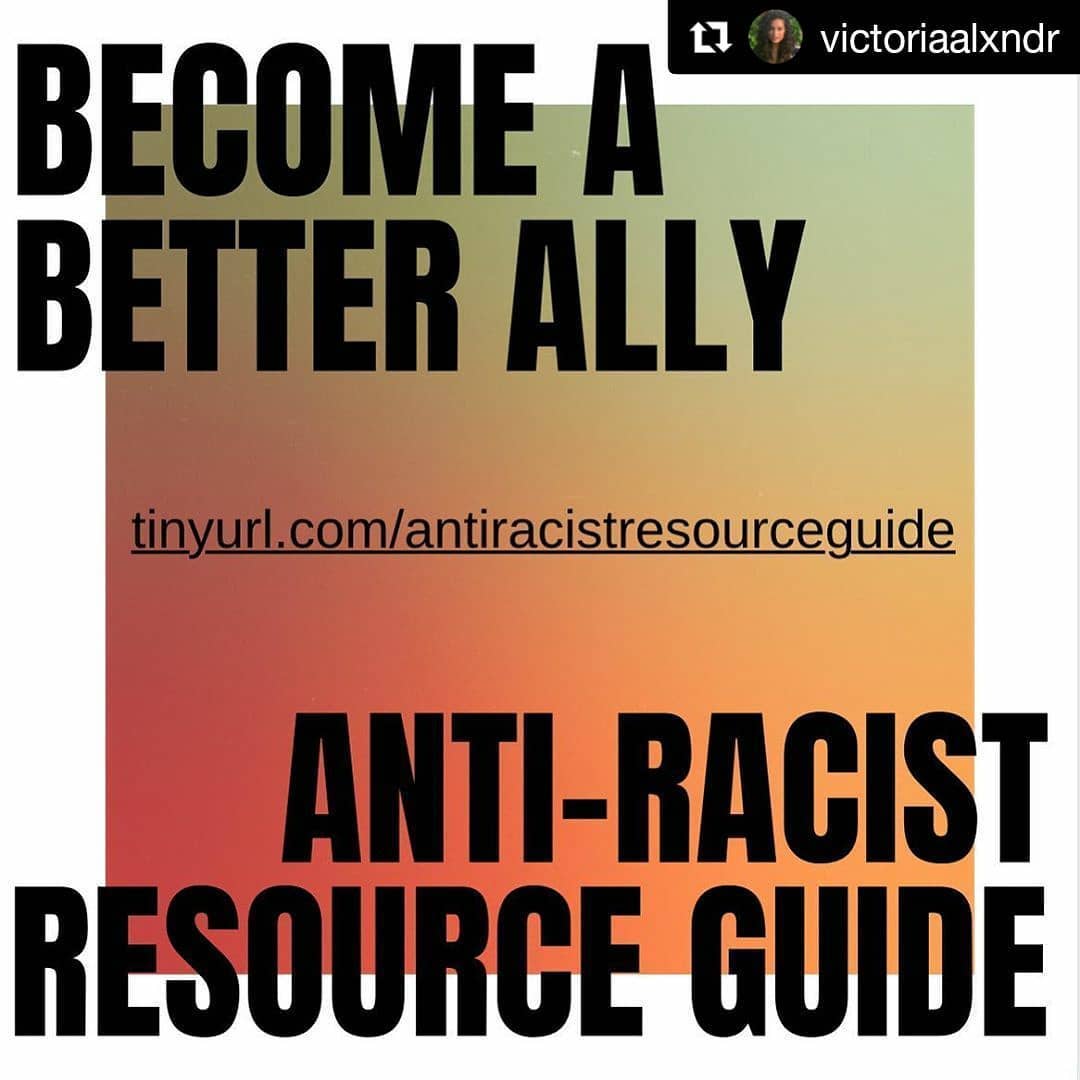 victoriaalxndr
BECOME A
BETTER ALLY
tinyurl.com/antiracistresourceguide
ANTI-RACIST
RESOURCE GUIDE